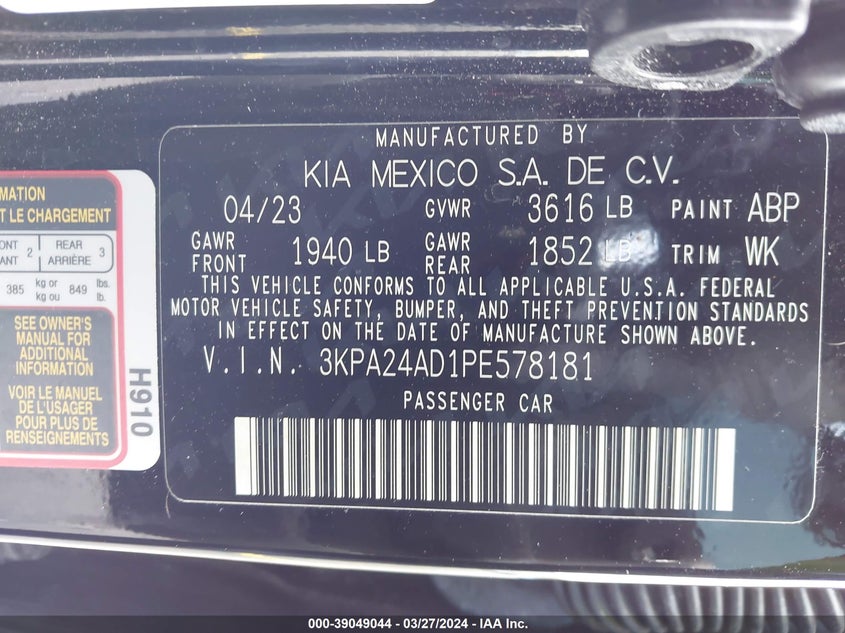 MANUFACTURED BY
KIA MEXICO S.A. DE C.V.
04/23 GVWR 3616 LB PAINT ABP
GAWR FRONT 1940 LB GAWR REAR 1852 LB TRIM WK
THIS VEHICLE CONFORMS TO ALL APPLICABLE U.S.A. FEDERAL
MOTOR VEHICLE SAFETY, BUMPER, AND THEFT PREVENTION STANDARDS
IN EFFECT ON THE DATE OF MANUFACTURE SHOWN ABOVE.
V.I.N. 3KPA24AD1PE578181
PASSENGER CAR
LE CHARGEMENT
2 REAR 3
ARRIÈRE
385 kg or 849 lbs.
kg ou lb.
SEE OWNER'S
MANUAL FOR
ADDITIONAL
INFORMATION
VOIR LE MANUEL
DE L'USAGER
POUR PLUS DE
RENSEIGNEMENTS
H910
000-39049044 - 03/27/2024 - IAA Inc.